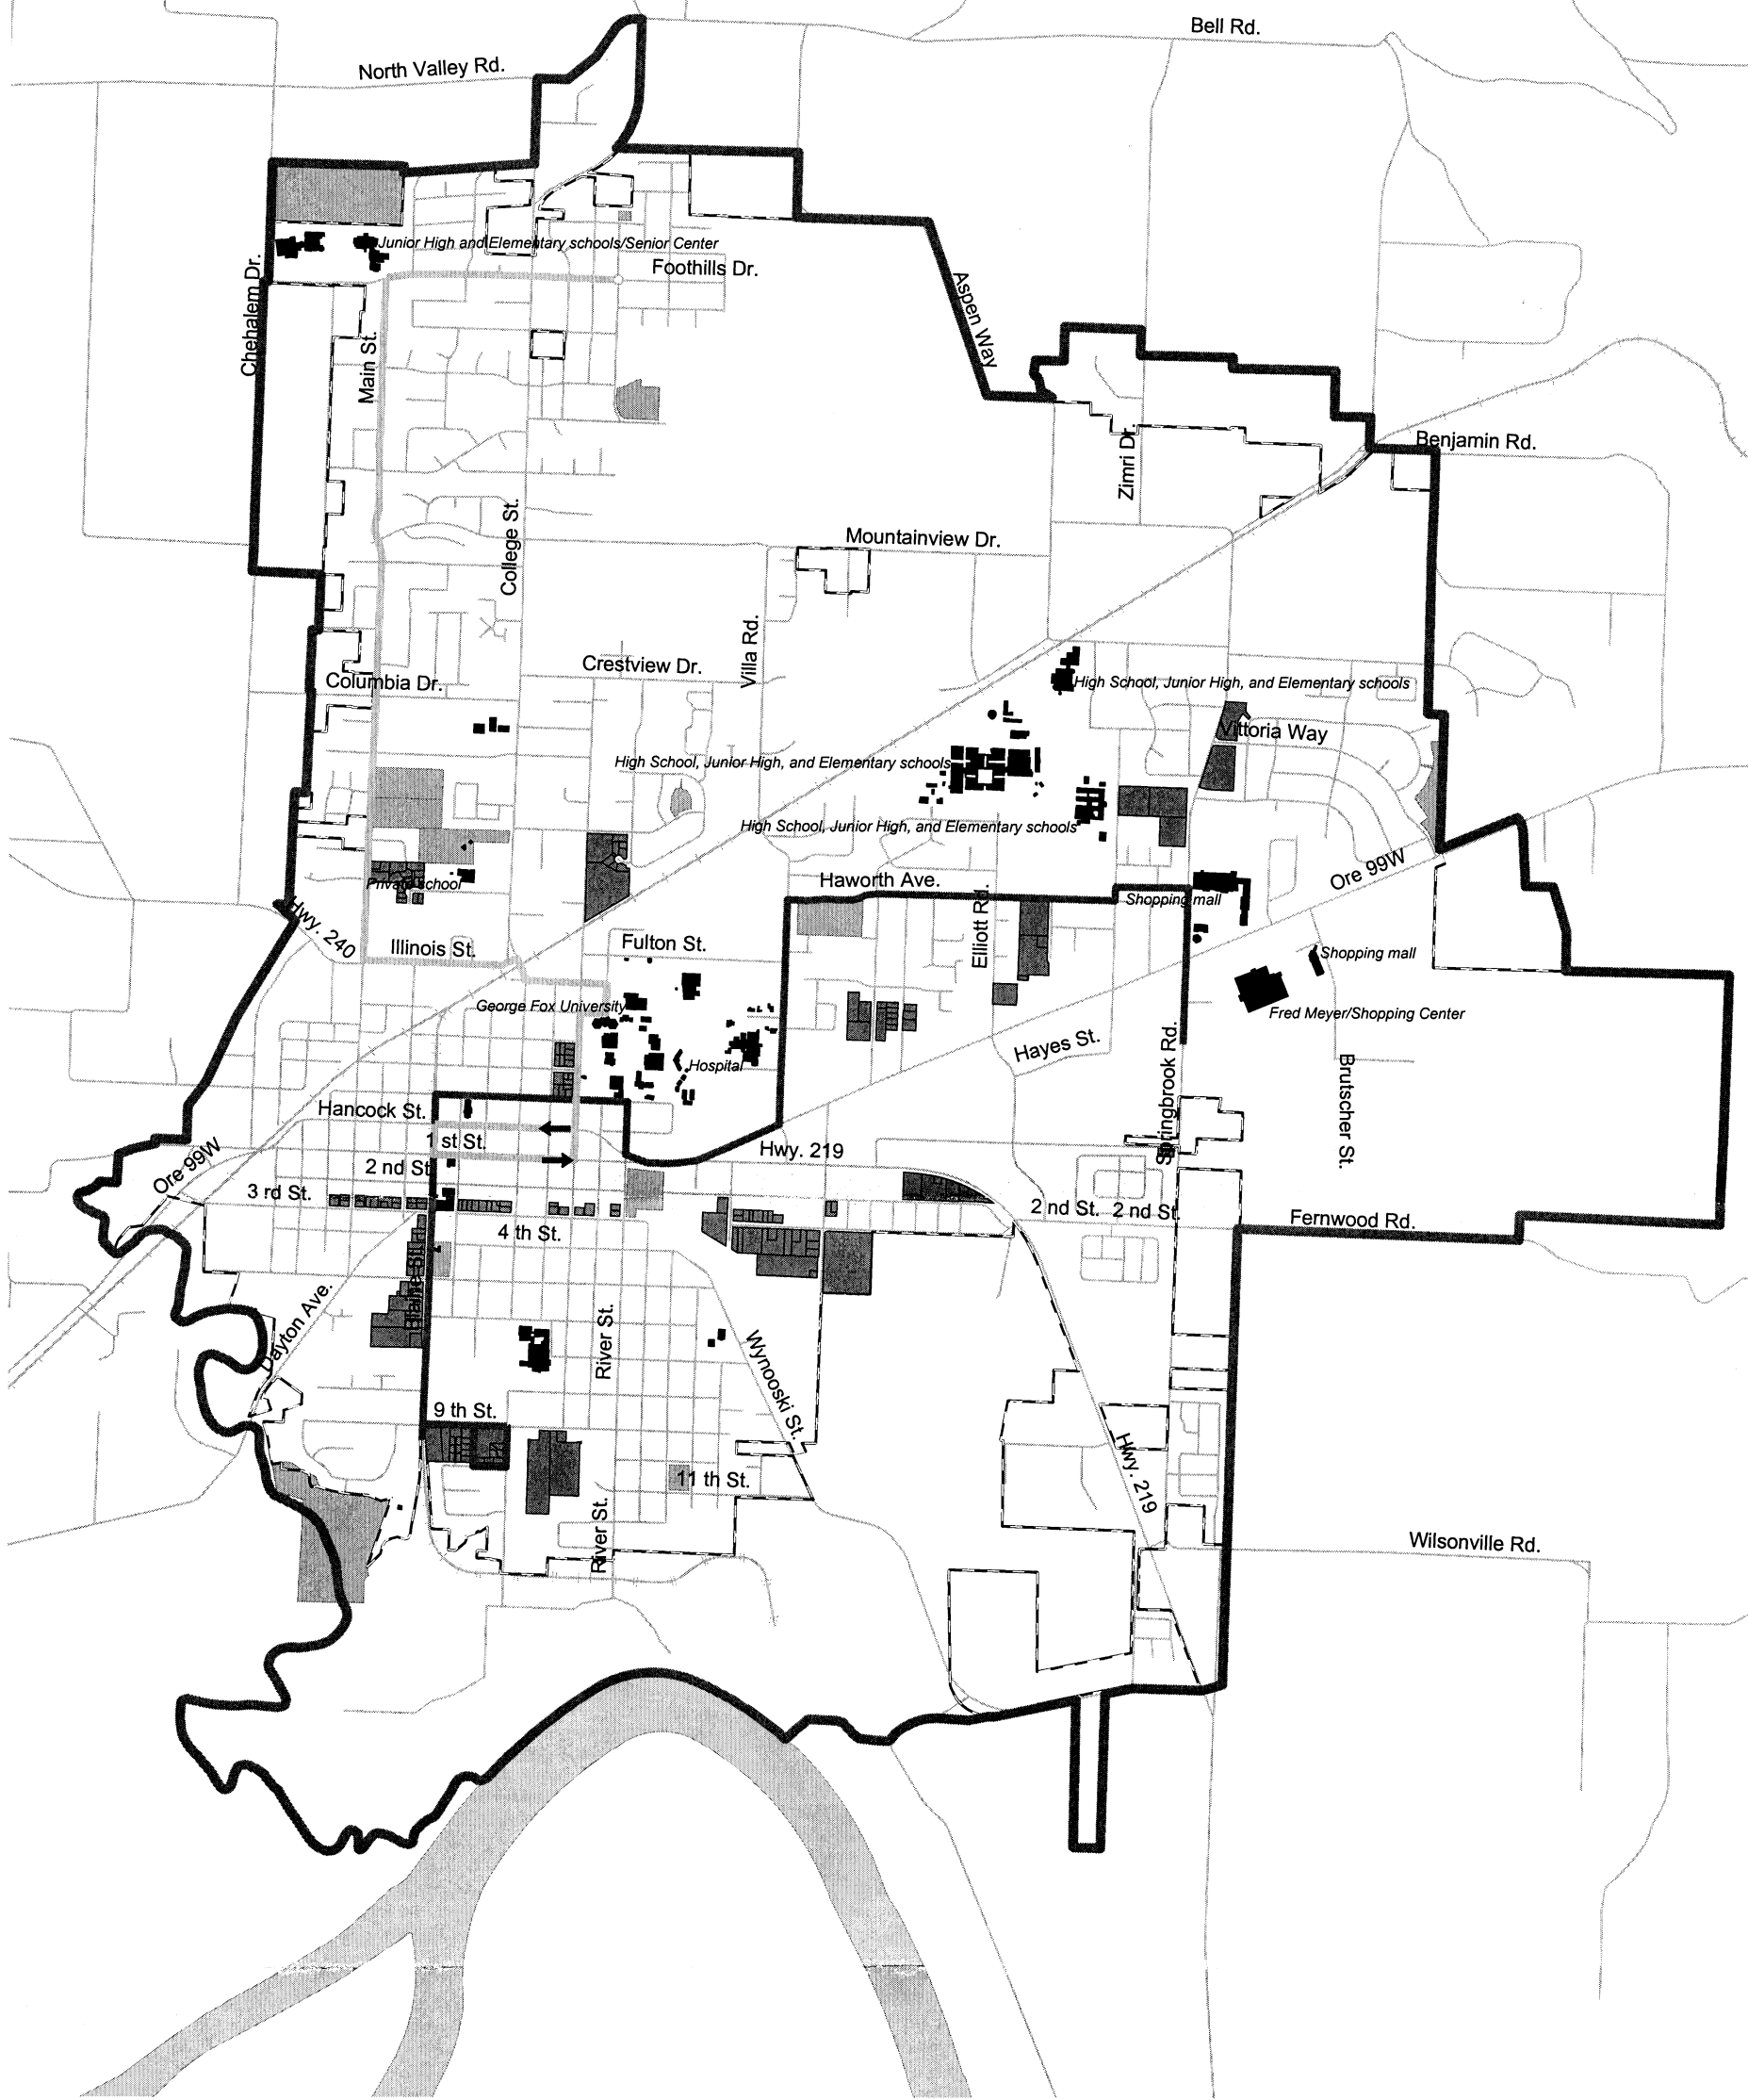 Bell Rd.
North Valley Rd.
Junior High and Elementary schools/Senior Center
Foothills Dr.
Chehalem Dr.
Main St.
Aspen Way
Benjamin Rd.
Zimri Dr.
College St.
Mountainview Dr.
Villa Rd.
Crestview Dr.
Columbia Dr.
High School, Junior High, and Elementary schools
Vittoria Way
High School, Junior High, and Elementary schools
High School, Junior High, and Elementary schools
Private school
Haworth Ave.
Ore 99W
Elliott Rd.
Shopping mall
Hwy. 240
Illinois St.
Fulton St.
Shopping mall
George Fox University
Fred Meyer/Shopping Center
Hayes St.
Hospital
Springbrook Rd.
Brutscher St.
Hancock St.
1 st St.
Hwy. 219
2 nd St.
Ore 99W
3 rd St.
2 nd St.
2 nd St.
Fernwood Rd.
4 th St.
Blaine St.
Dayton Ave.
River St.
Wynooski St.
9 th St.
Hwy. 219
11 th St.
River St.
Wilsonville Rd.